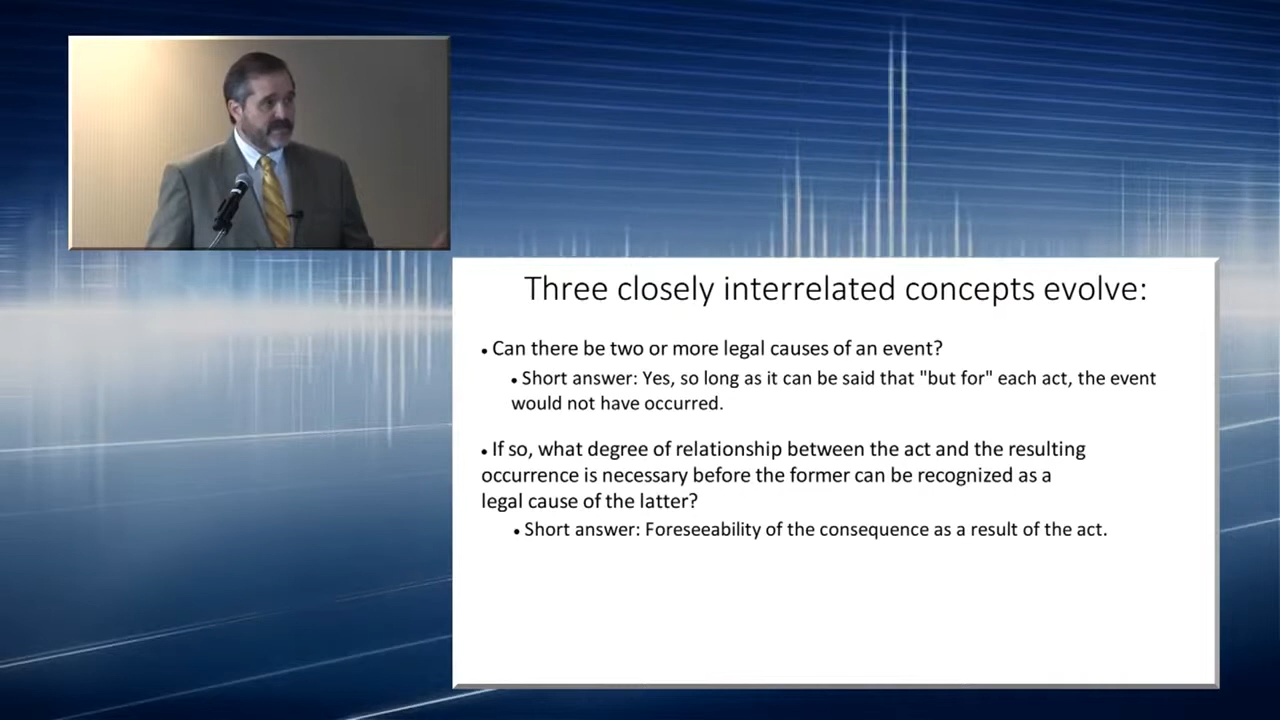 Three closely interrelated concepts evolve:
• Can there be two or more legal causes of an event?
• Short answer: Yes, so long as it can be said that "but for" each act, the event
would not have occurred.
• If so, what degree of relationship between the act and the resulting
occurrence is necessary before the former can be recognized as a
legal cause of the latter?
• Short answer: Foreseeability of the consequence as a result of the act.